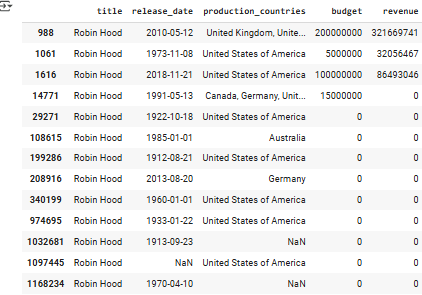 title release_date production_countries budget revenue
988 Robin Hood 2010-05-12 United Kingdom, Unite... 200000000 321669741
1061 Robin Hood 1973-11-08 United States of America 5000000 32056467
1616 Robin Hood 2018-11-21 United States of America 100000000 86493046
14771 Robin Hood 1991-05-13 Canada, Germany, Unit... 15000000 0
29271 Robin Hood 1922-10-18 United States of America 0 0
108615 Robin Hood 1985-01-01 Australia 0 0
199286 Robin Hood 1912-08-21 United States of America 0 0
208916 Robin Hood 2013-08-20 Germany 0 0
340199 Robin Hood 1960-01-01 United States of America 0 0
974695 Robin Hood 1933-01-22 United States of America 0 0
1032681 Robin Hood 1913-09-23 NaN 0 0
1097445 Robin Hood NaN United States of America 0 0
1168234 Robin Hood 1970-04-10 NaN 0 0